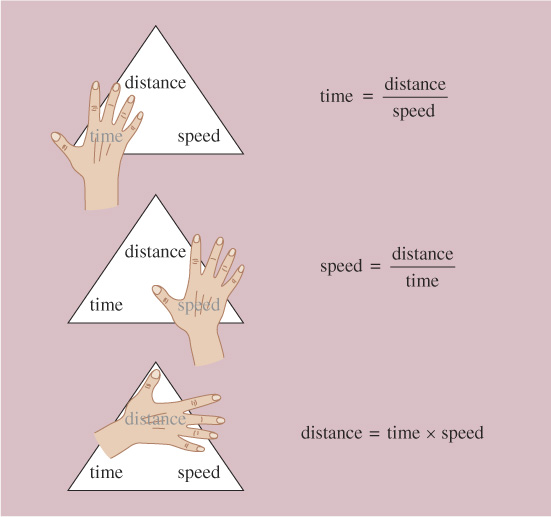 distance
time speed
time = distance / speed
distance
time speed
speed = distance / time
distance
time speed
distance = time × speed